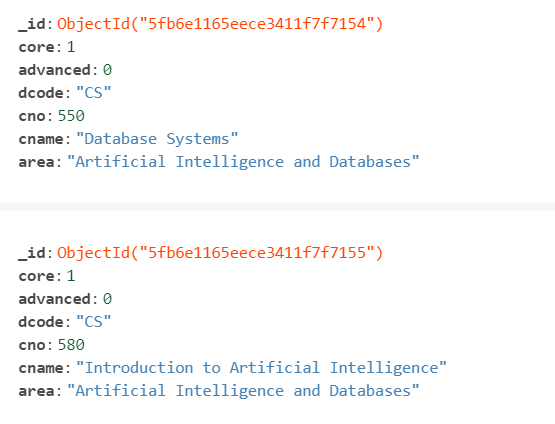 _id: ObjectId("5fb6e1165eece3411f7f7154")
core: 1
advanced: 0
dcode: "CS"
cno: 550
cname: "Database Systems"
area: "Artificial Intelligence and Databases"
_id: ObjectId("5fb6e1165eece3411f7f7155")
core: 1
advanced: 0
dcode: "CS"
cno: 580
cname: "Introduction to Artificial Intelligence"
area: "Artificial Intelligence and Databases"